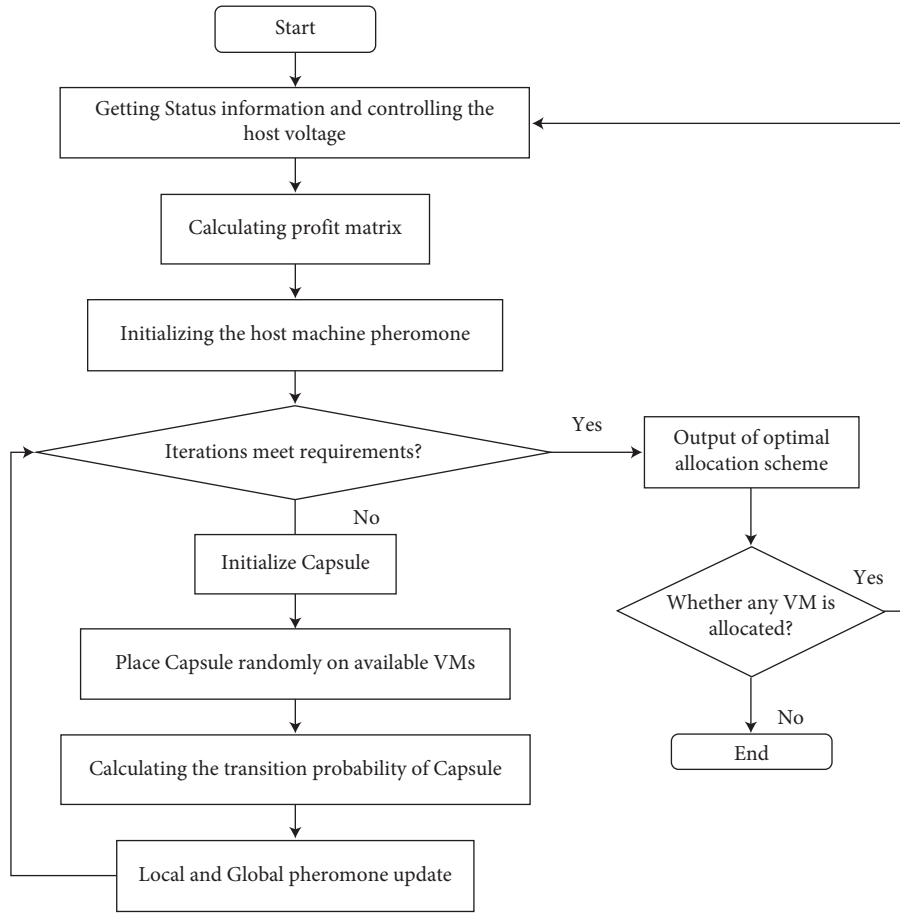 Start
Getting Status information and controlling the
host voltage
Calculating profit matrix
Initializing the host machine pheromone
Iterations meet requirements?
Yes
Output of optimal
allocation scheme
No
Initialize Capsule
Whether any VM is
allocated?
Yes
Place Capsule randomly on available VMs
No
End
Calculating the transition probability of Capsule
Local and Global pheromone update